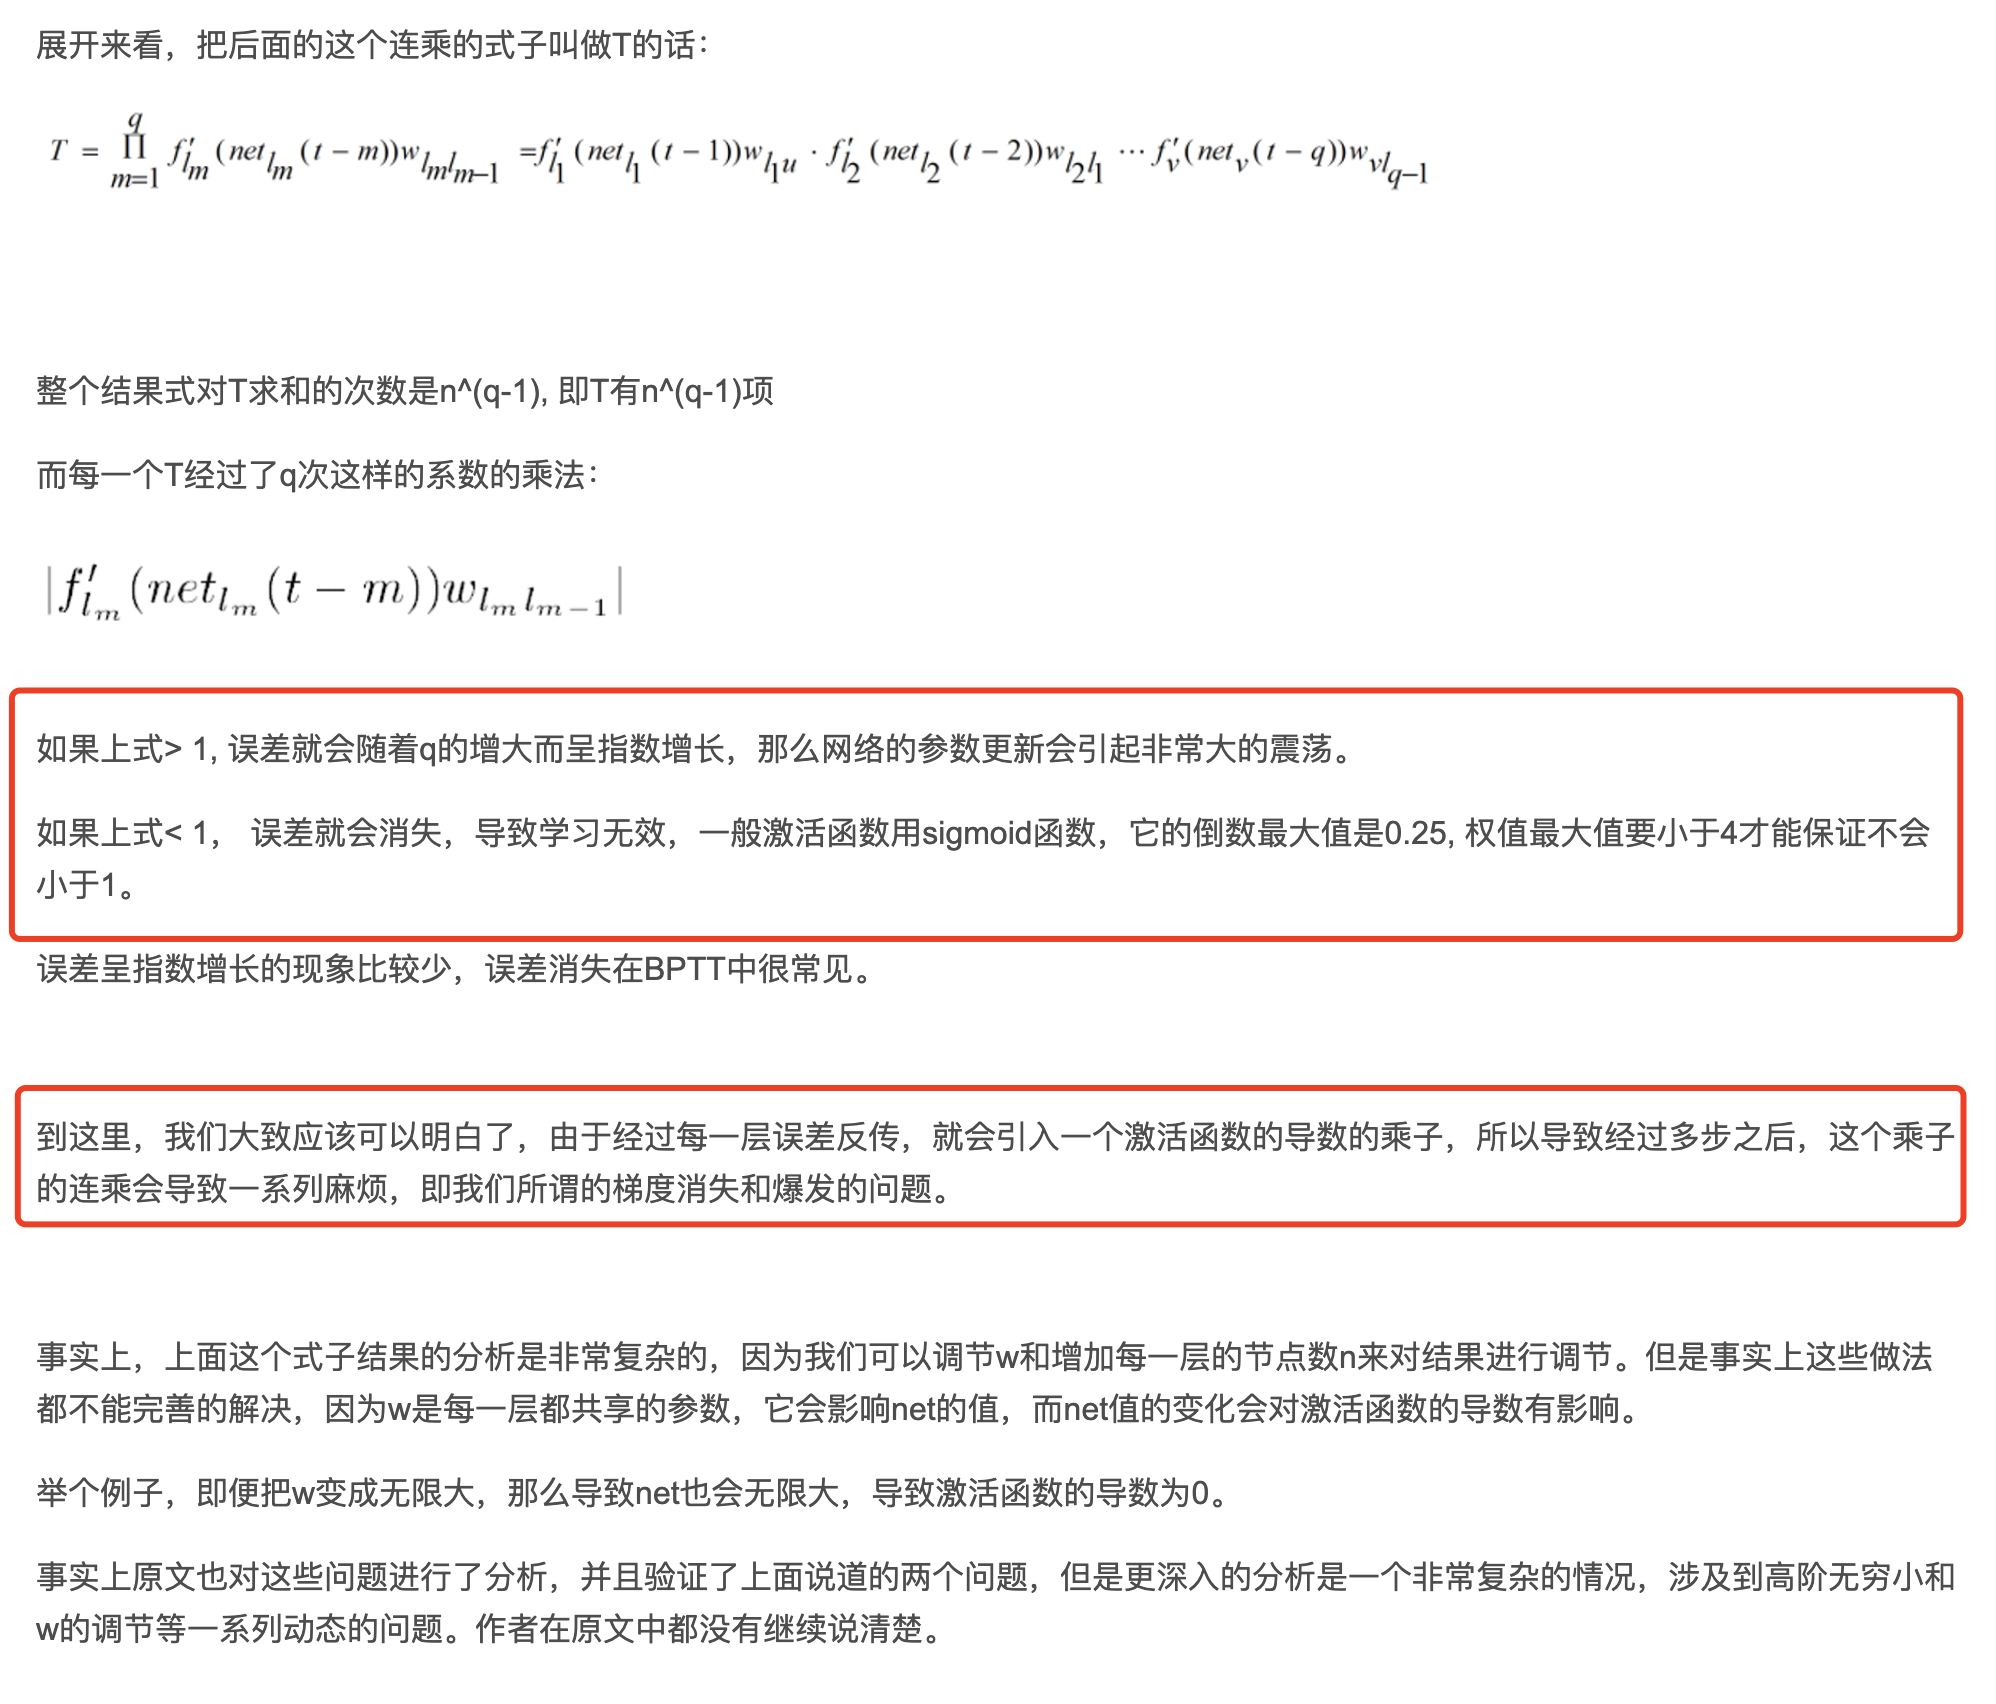 展开来看，把后面的这个连乘的式子叫做T的话：
T = ∏_{m=1}^{q} f'_{l_m}(net_{l_m}(t − m))w_{l_m l_{m−1}} =f'_{l_1}(net_{l_1}(t − 1))w_{l_1 u} · f'_{l_2}(net_{l_2}(t − 2))w_{l_2 l_1} ⋯ f'_v(net_v(t − q))w_{v l_{q−1}}
整个结果式对T求和的次数是n^(q-1), 即T有n^(q-1)项
而每一个T经过了q次这样的系数的乘法：
|f'_{l_m}(net_{l_m}(t − m))w_{l_m l_{m−1}}|
如果上式> 1, 误差就会随着q的增大而呈指数增长，那么网络的参数更新会引起非常大的震荡。
如果上式< 1， 误差就会消失，导致学习无效，一般激活函数用sigmoid函数，它的倒数最大值是0.25, 权值最大值要小于4才能保证不会
小于1。
误差呈指数增长的现象比较少，误差消失在BPTT中很常见。
到这里，我们大致应该可以明白了，由于经过每一层误差反传，就会引入一个激活函数的导数的乘子，所以导致经过多步之后，这个乘子
的连乘会导致一系列麻烦，即我们所谓的梯度消失和爆发的问题。
事实上，上面这个式子结果的分析是非常复杂的，因为我们可以调节w和增加每一层的节点数n来对结果进行调节。但是事实上这些做法
都不能完善的解决，因为w是每一层都共享的参数，它会影响net的值，而net值的变化会对激活函数的导数有影响。
举个例子，即便把w变成无限大，那么导致net也会无限大，导致激活函数的导数为0。
事实上原文也对这些问题进行了分析，并且验证了上面说道的两个问题，但是更深入的分析是一个非常复杂的情况，涉及到高阶无穷小和
w的调节等一系列动态的问题。作者在原文中都没有继续说清楚。